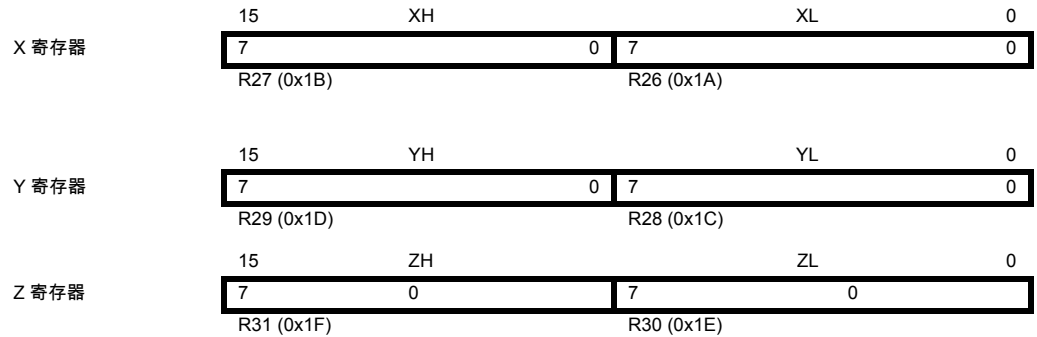 15 XH XL 0
X 寄存器 7 0 7 0
R27 (0x1B) R26 (0x1A)
15 YH YL 0
Y 寄存器 7 0 7 0
R29 (0x1D) R28 (0x1C)
15 ZH ZL 0
Z 寄存器 7 0 7 0
R31 (0x1F) R30 (0x1E)